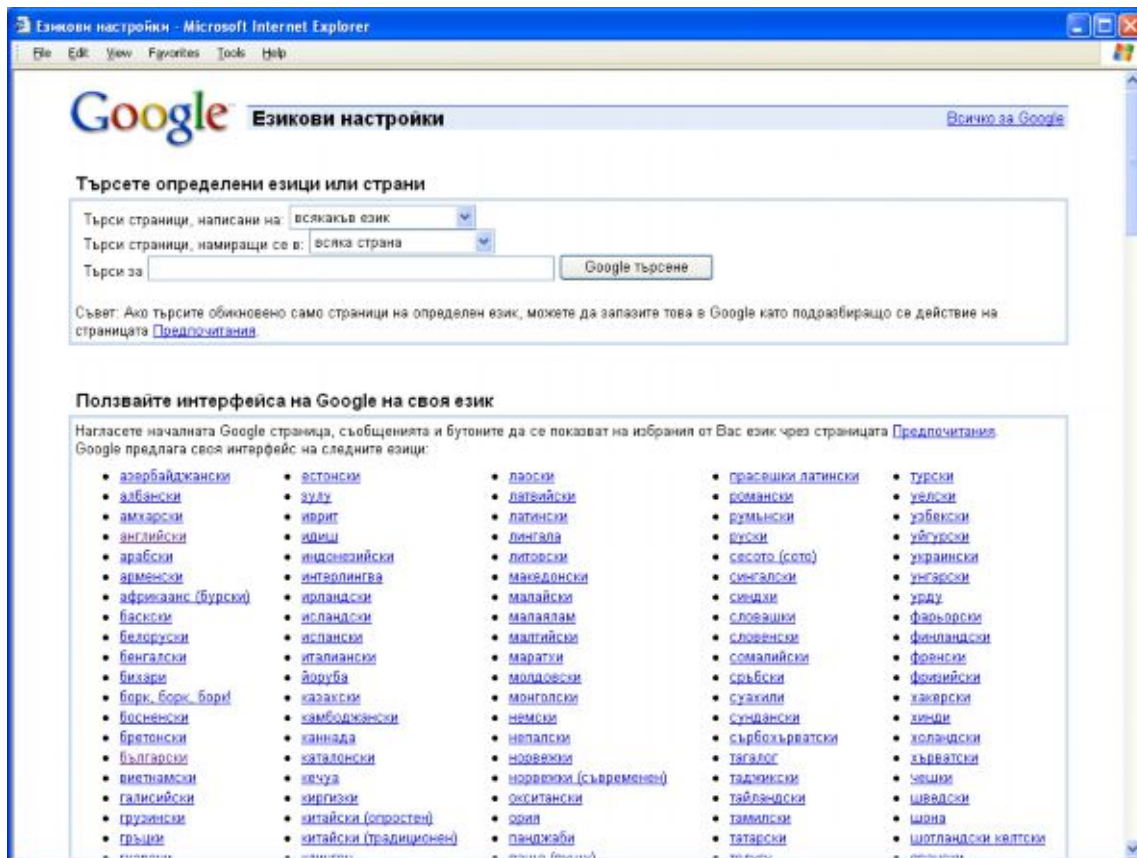 Езикови настройки - Microsoft Internet Explorer
File Edit View Favorites Tools Help
Google Езикови настройки Всичко за Google
Търсете определени езици или страни
Търси страници, написани на: всякакъв език
Търси страници, намиращи се в: всяка страна
Търси за Google търсене
Съвет: Ако търсите обикновено само страници на определен език, можете да запазите това в Google като подразбиращо се действие на
страницата Предпочитания.
Ползвайте интерфейса на Google на своя език
Нагласете началната Google страница, съобщенията и бутоните да се показват на избрания от Вас език чрез страницата Предпочитания.
Google предлага своя интерфейс на следните езици:
азербайджански
албански
амхарски
английски
арабски
арменски
африкаанс (бурски)
баскски
белоруски
бенгалски
бихари
борк, борк, борк!
босненски
бретонски
български
виетнамски
галисийски
грузински
гръцки
естонски
зулу
иврит
идиш
индонезийски
интерлингва
ирландски
исландски
испански
италиански
йоруба
казахски
камбоджански
каннада
каталонски
кечуа
киргизки
китайски (опростен)
китайски (традиционен)
лаоски
латвийски
латински
лингала
литовски
македонски
малайски
малаялам
малтийски
маратхи
молдовски
монголски
немски
непалски
норвежки
норвежки (съвременен)
окситански
ория
панджаби
прасешки латински
романски
румънски
руски
сесото (сото)
сингалски
синдхи
словашки
словенски
сомалийски
сръбски
суахили
сундански
сърбохърватски
тагалог
таджикски
тайландски
тамилски
татарски
турски
уелски
узбекски
уйгурски
украински
унгарски
урду
фарьорски
финландски
френски
фризийски
хакерски
хинди
холандски
хърватски
чешки
шведски
шона
шотландски келтски